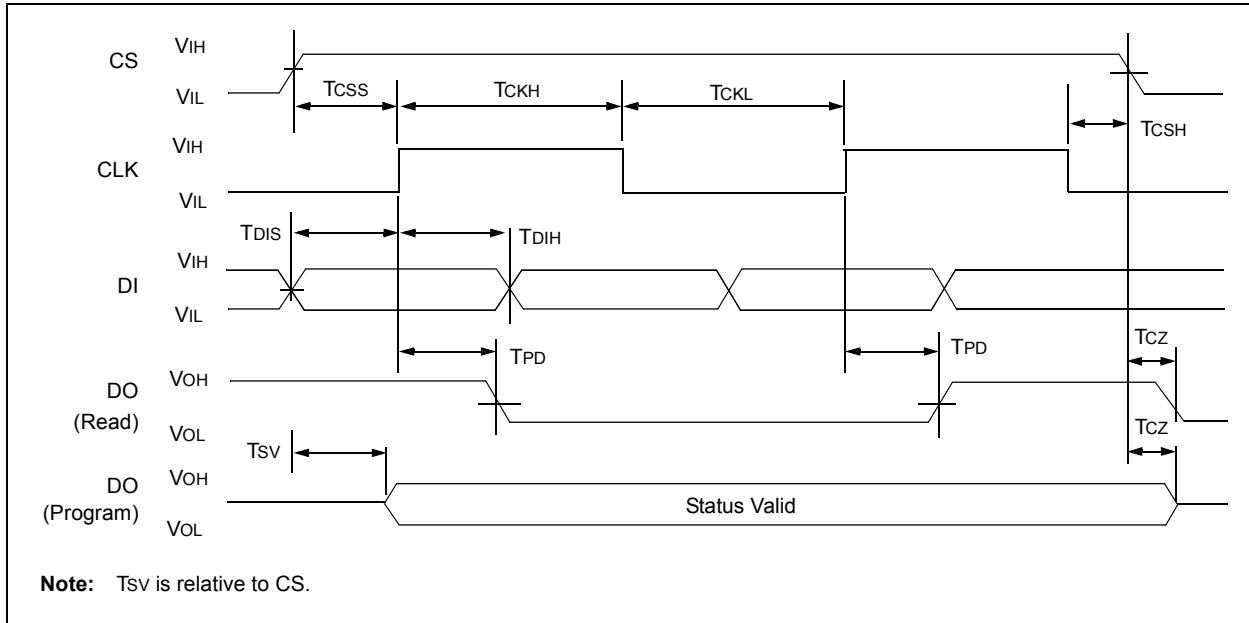 CS
VIH
VIL
TCSS
TCKH
TCKL
TCSH
CLK
VIH
VIL
TDIS
TDIH
DI
VIH
VIL
TPD
TPD
TCZ
DO
(Read)
VOH
VOL
TCZ
TSV
DO
(Program)
VOH
VOL
Status Valid
Note: TSV is relative to CS.